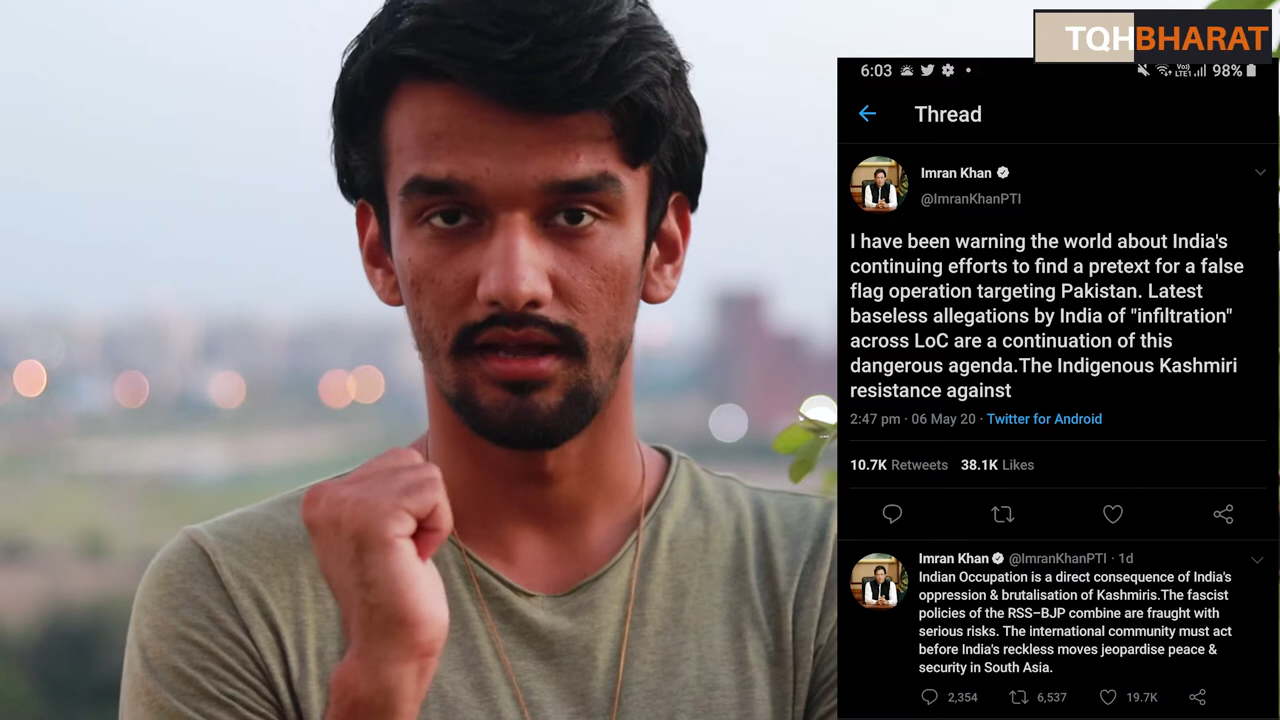 TQHBHARAT
6:03
Vo)
LTE1
98%
Thread
Imran Khan
@ImranKhanPTI
I have been warning the world about India's
continuing efforts to find a pretext for a false
flag operation targeting Pakistan. Latest
baseless allegations by India of "infiltration"
across LoC are a continuation of this
dangerous agenda.The Indigenous Kashmiri
resistance against
2:47 pm · 06 May 20 · Twitter for Android
10.7K Retweets 38.1K Likes
Imran Khan @ImranKhanPTI · 1d
Indian Occupation is a direct consequence of India's
oppression & brutalisation of Kashmiris.The fascist
policies of the RSS-BJP combine are fraught with
serious risks. The international community must act
before India's reckless moves jeopardise peace &
security in South Asia.
2,354 6,537 19.7K